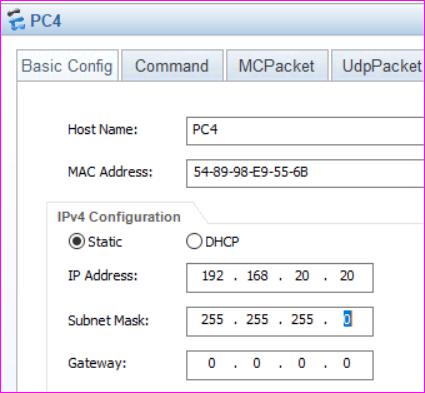 PC4
Basic Config Command MCPacket UdpPacket
Host Name: PC4
MAC Address: 54-89-98-E9-55-6B
IPv4 Configuration
Static DHCP
IP Address: 192 . 168 . 20 . 20
Subnet Mask: 255 . 255 . 255 . 0
Gateway: 0 . 0 . 0 . 0